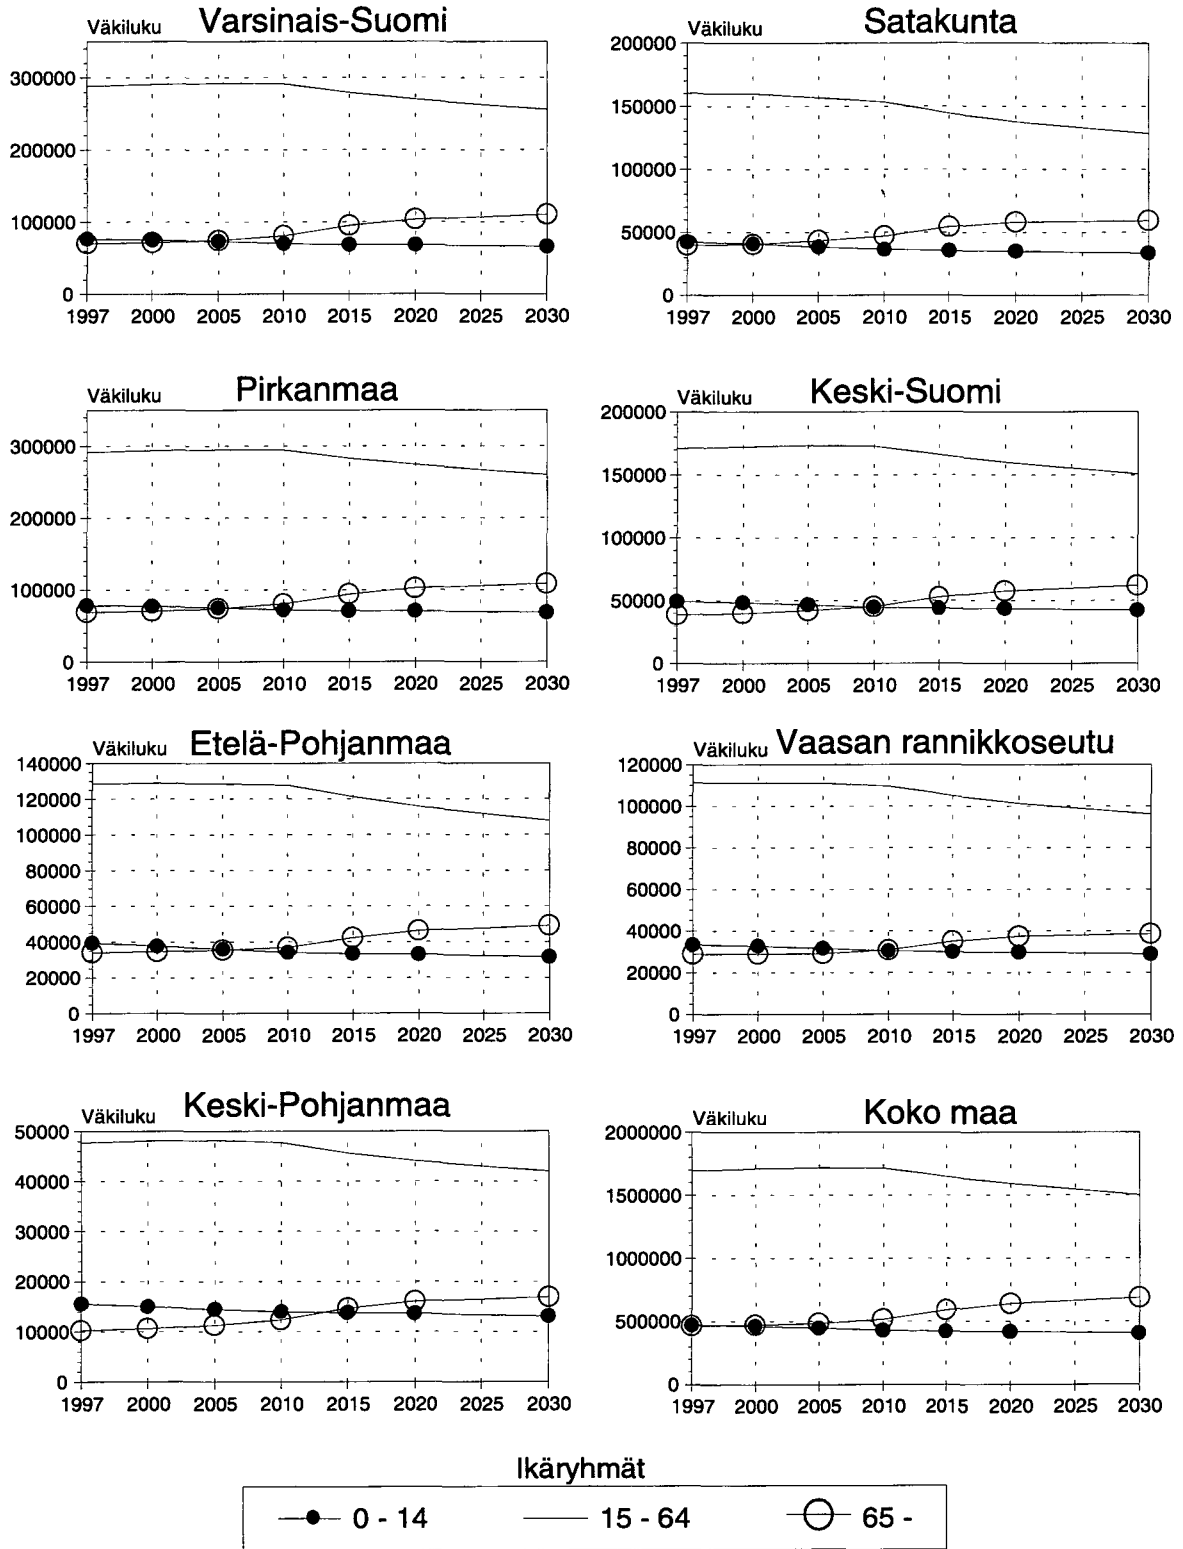 Väkiluku Varsinais-Suomi
300000
200000
100000
0
1997 2000 2005 2010 2015 2020 2025 2030
Väkiluku Satakunta
200000
150000
100000
50000
0
1997 2000 2005 2010 2015 2020 2025 2030
Väkiluku Pirkanmaa
300000
200000
100000
0
1997 2000 2005 2010 2015 2020 2025 2030
Väkiluku Keski-Suomi
200000
150000
100000
50000
0
1997 2000 2005 2010 2015 2020 2025 2030
Väkiluku Etelä-Pohjanmaa
140000
120000
100000
80000
60000
40000
20000
0
1997 2000 2005 2010 2015 2020 2025 2030
Väkiluku Vaasan rannikkoseutu
120000
100000
80000
60000
40000
20000
0
1997 2000 2005 2010 2015 2020 2025 2030
Väkiluku Keski-Pohjanmaa
50000
40000
30000
20000
10000
0
1997 2000 2005 2010 2015 2020 2025 2030
Väkiluku Koko maa
2000000
1500000
1000000
500000
0
1997 2000 2005 2010 2015 2020 2025 2030
Ikäryhmät
0 - 14 15 - 64 65 -